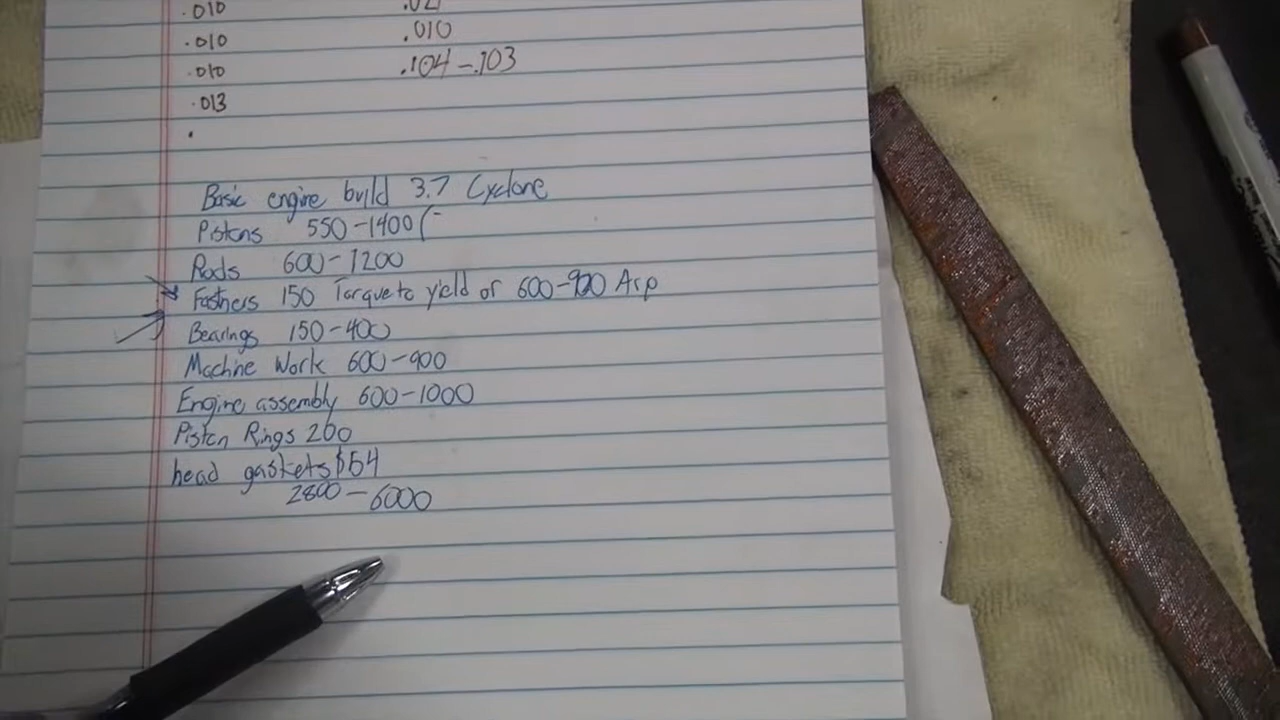 .010 .021
.010 .010
.010 .104-.103
.013
.
Basic engine build 3.7 Cyclone
Pistons 550-1400(-
Rods 600-1200
Fastners 150 Torque to yield or 600-900 Arp
Bearings 150-400
Machine Work 600-900
Engine assembly 600-1000
Piston Rings 200
head gaskets $54
2800-6000